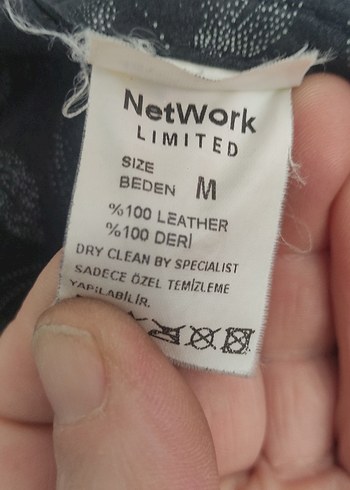 NetWork
LIMITED
SIZE
BEDEN M
%100 LEATHER
%100 DERİ
DRY CLEAN BY SPECIALIST
SADECE ÖZEL TEMİZLEME
YAPILABİLİR.